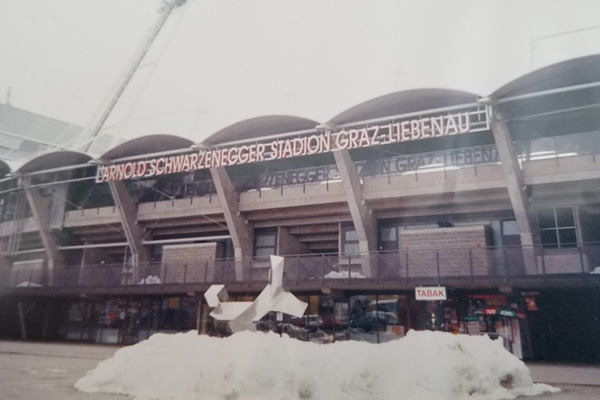 ARNOLD SCHWARZENEGGER STADION GRAZ-LIEBENAU
TABAK